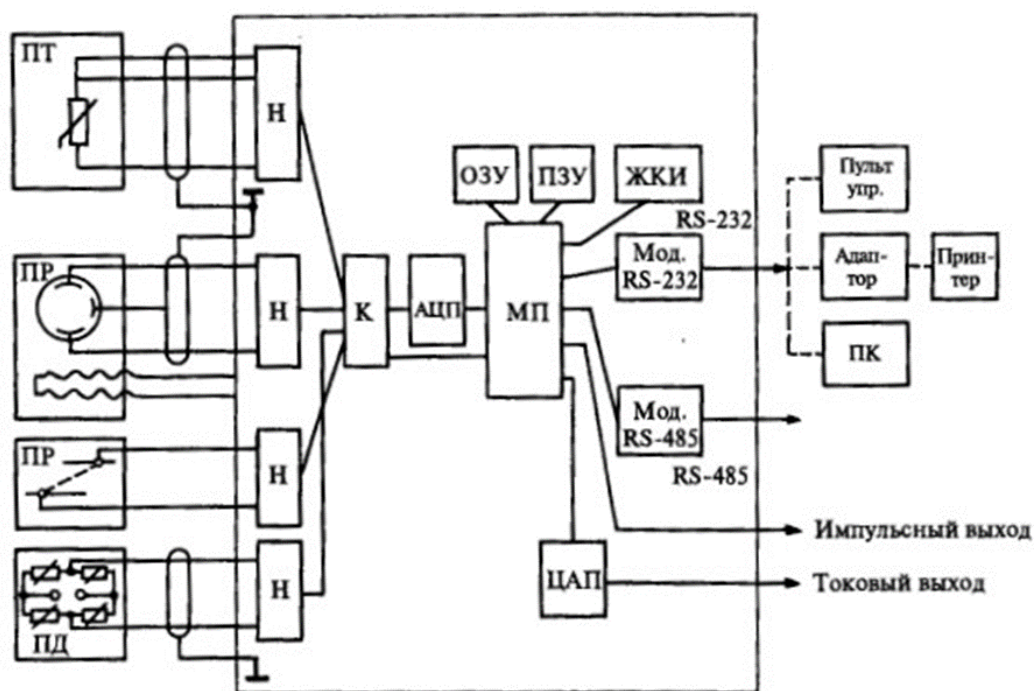 ПТ
Н
ОЗУ
ПЗУ
ЖКИ
RS-232
Пульт
упр.
ПР
Н
К
АЦП
МП
Мод.
RS-232
Адап-
тор
Прин-
тер
ПК
Мод.
RS-485
RS-485
ПР
Н
Импульсный выход
ПД
Н
ЦАП
Токовый выход